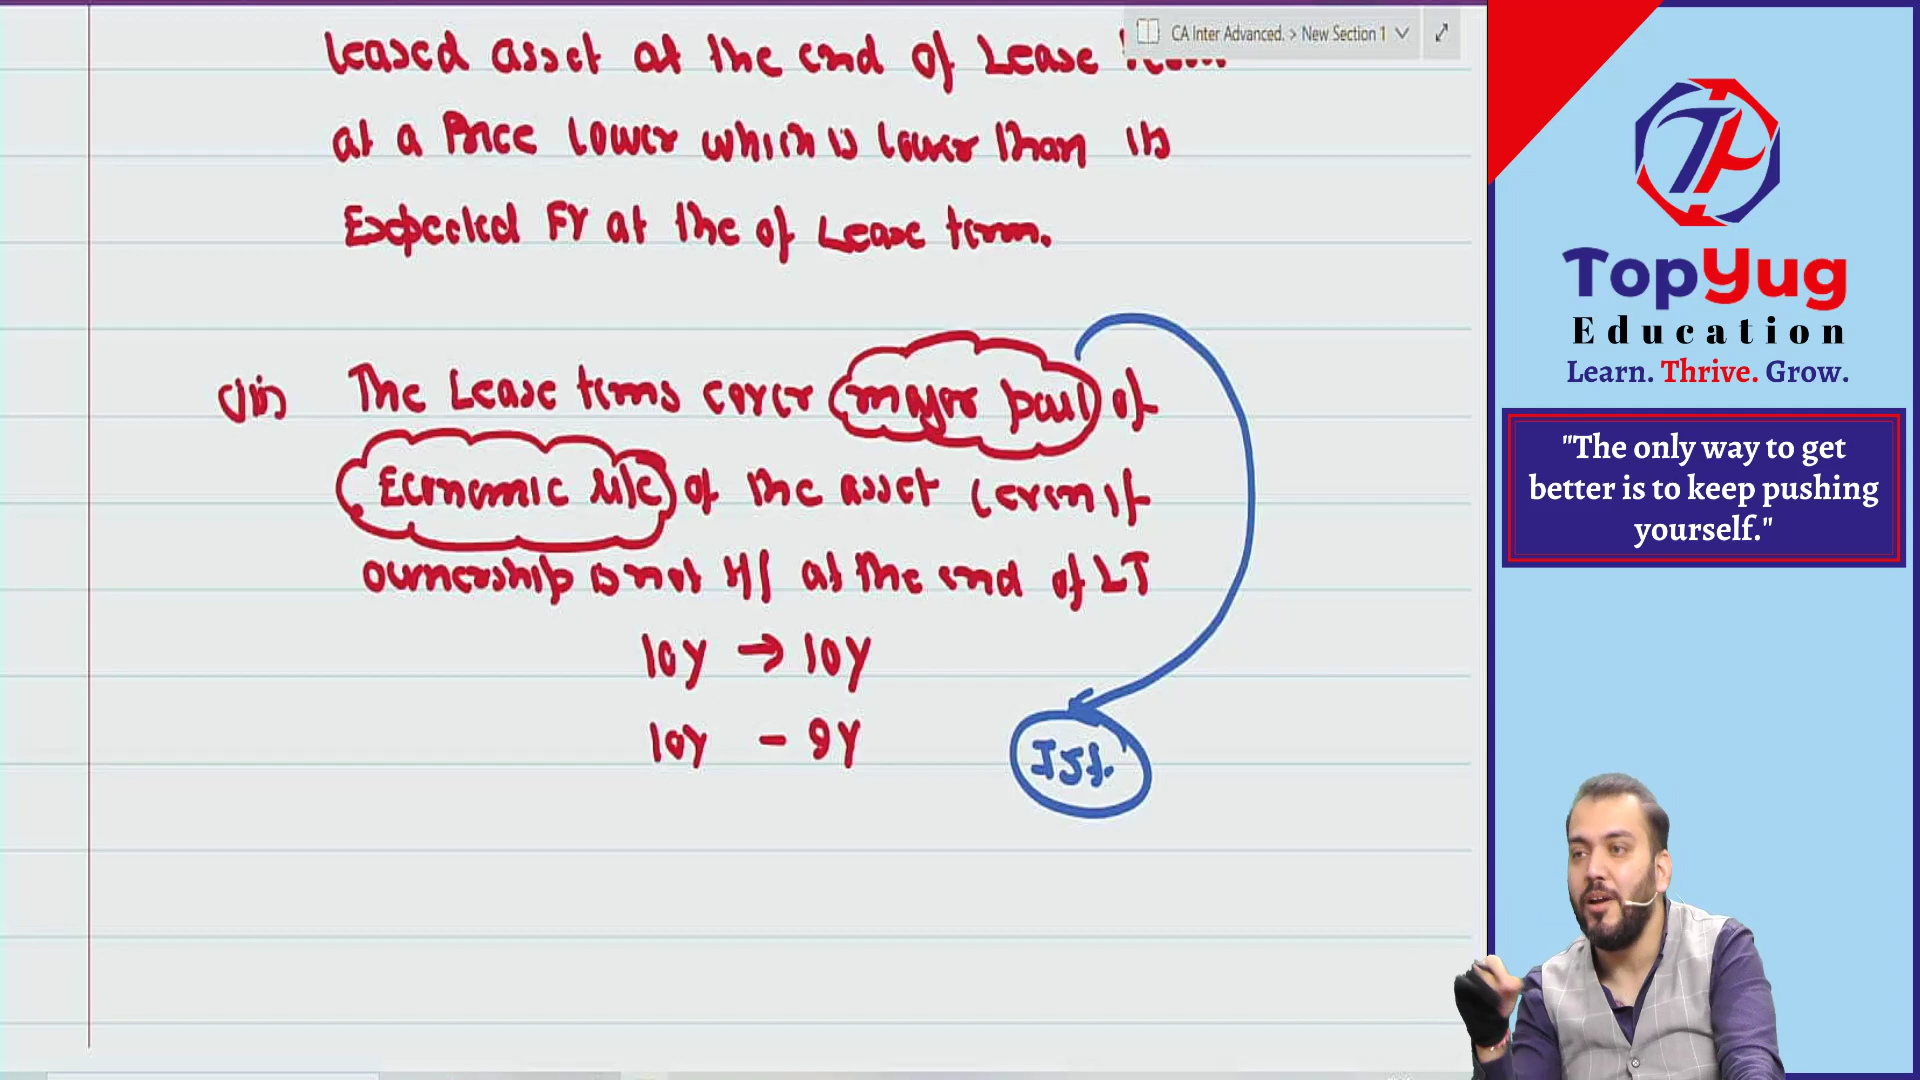 CA Inter Advanced. > New Section 1
leased asset at the end of Lease
at a Price lower which is lower than its
Expected FV at the of Lease term.
(iii) The Lease terms cover major part of
Economic life of the asset (even if
ownership is not t/f at the end of LT
10y → 10y
10y - 9y
TopYug
Education
Learn. Thrive. Grow.
"The only way to get
better is to keep pushing
yourself."